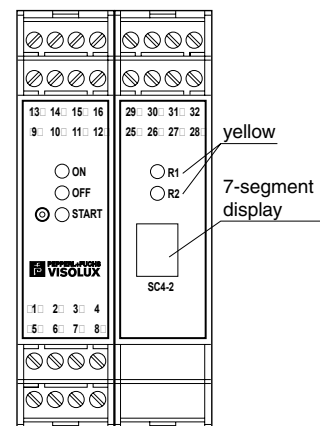 13 14 15 16 29 30 31 32
9 10 11 12 25 26 27 28
yellow
ON R1
OFF R2
START
7-segment
display
PEPPERL+FUCHS
VISOLUX
SC4-2
1 2 3 4
5 6 7 8